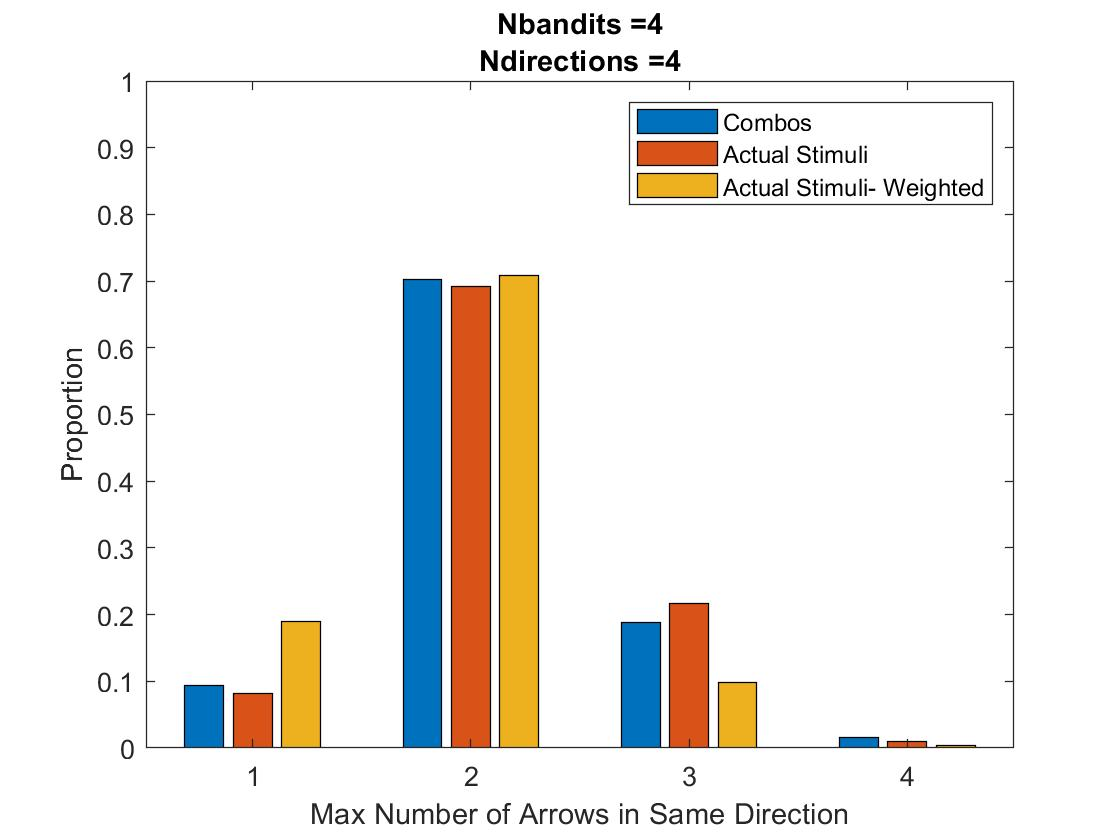 Nbandits =4
Ndirections =4
1
0.9
0.8
0.7
0.6
0.5
0.4
0.3
0.2
0.1
0
Proportion
Combos
Actual Stimuli
Actual Stimuli- Weighted
1 2 3 4
Max Number of Arrows in Same Direction